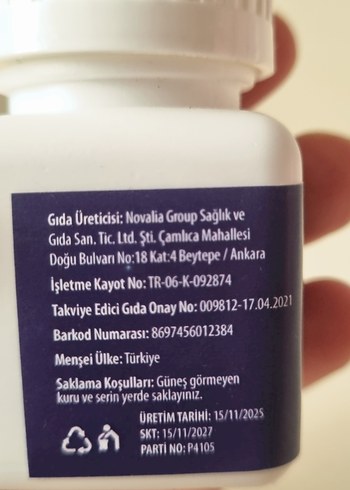 Gıda Üreticisi: Novalia Group Sağlık ve
Gıda San. Tic. Ltd. Şti. Çamlıca Mahallesi
Doğu Bulvarı No:18 Kat:4 Beytepe / Ankara
İşletme Kayot No: TR-06-K-092874
Takviye Edici Gıda Onay No: 009812-17.04.2021
Barkod Numarası: 8697456012384
Menşei Ülke: Türkiye
Saklama Koşulları: Güneş görmeyen
kuru ve serin yerde saklayınız.
ÜRETİM TARİHİ: 15/11/2025
SKT: 15/11/2027
PARTİ NO: P4105